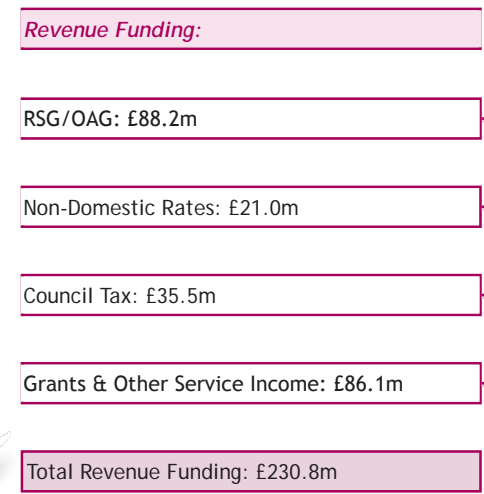 Revenue Funding:
RSG/OAG: £88.2m
Non-Domestic Rates: £21.0m
Council Tax: £35.5m
Grants & Other Service Income: £86.1m
Total Revenue Funding: £230.8m